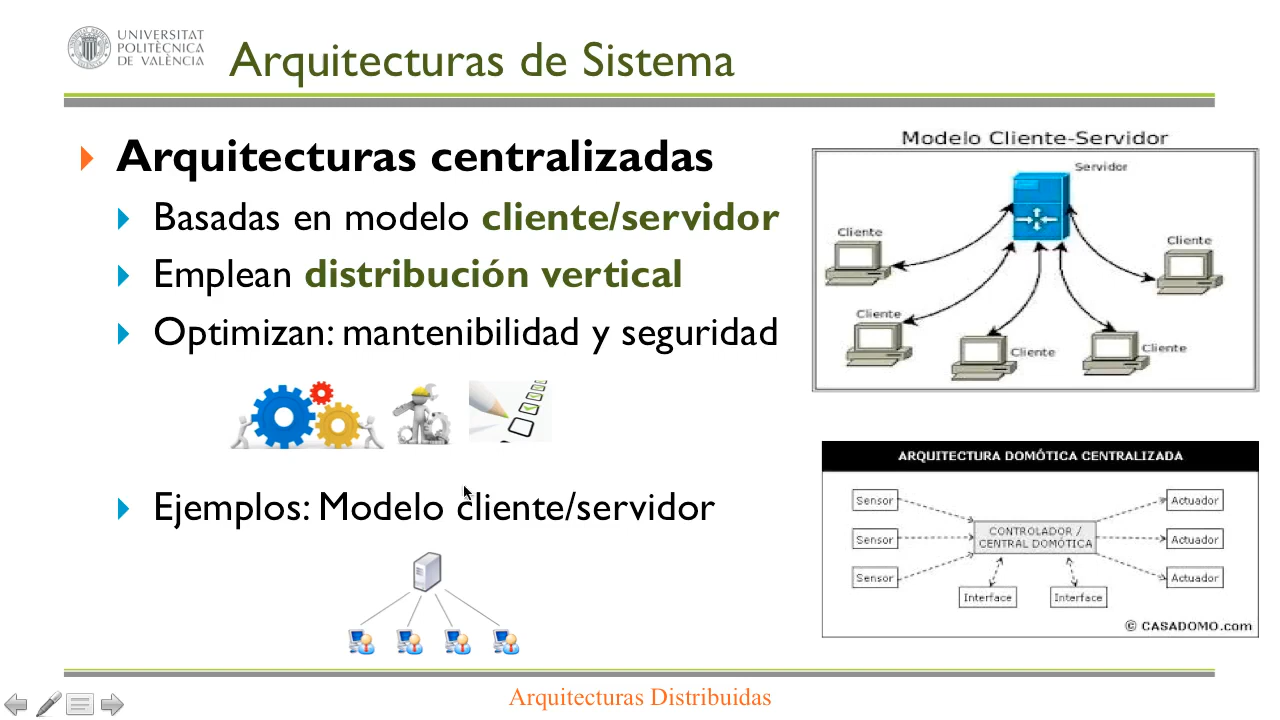 UNIVERSITAT
POLITÈCNICA
DE VALÈNCIA
Arquitecturas de Sistema
Arquitecturas centralizadas
Basadas en modelo cliente/servidor
Emplean distribución vertical
Optimizan: mantenibilidad y seguridad
Ejemplos: Modelo cliente/servidor
Modelo Cliente-Servidor
Servidor
Cliente
Cliente
Cliente
Cliente
Cliente
ARQUITECTURA DOMÓTICA CENTRALIZADA
Sensor
Actuador
CONTROLADOR /
CENTRAL DOMÓTICA
Sensor
Actuador
Sensor
Actuador
Interface
Interface
© CASADOMO.com
Arquitecturas Distribuidas